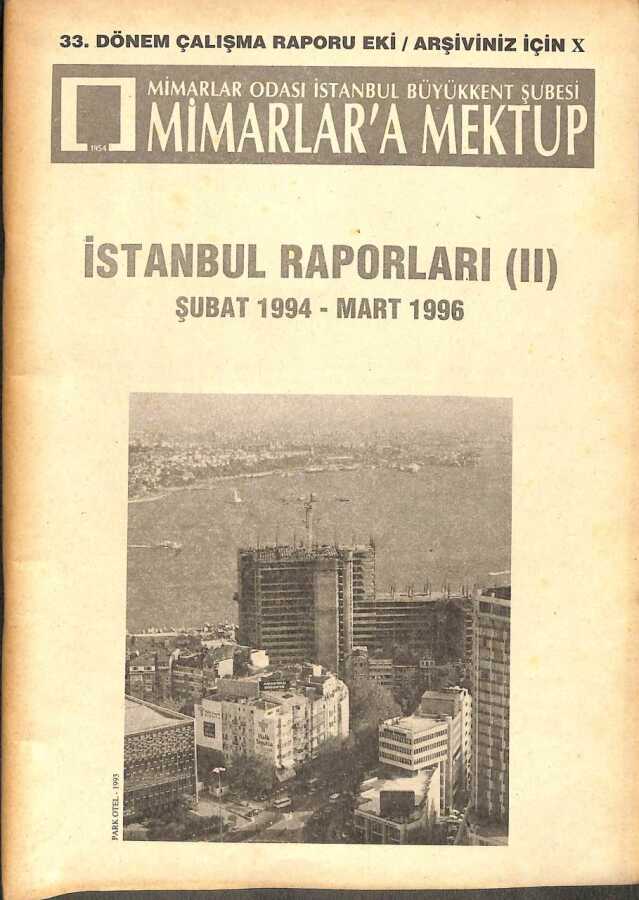 33. DÖNEM ÇALIŞMA RAPORU EKİ / ARŞİVİNİZ İÇİN X
MİMARLAR ODASI İSTANBUL BÜYÜKKENT ŞUBESİ
MİMARLAR'A MEKTUP
1954
İSTANBUL RAPORLARI (II)
ŞUBAT 1994 - MART 1996
PARK OTEL - 1993